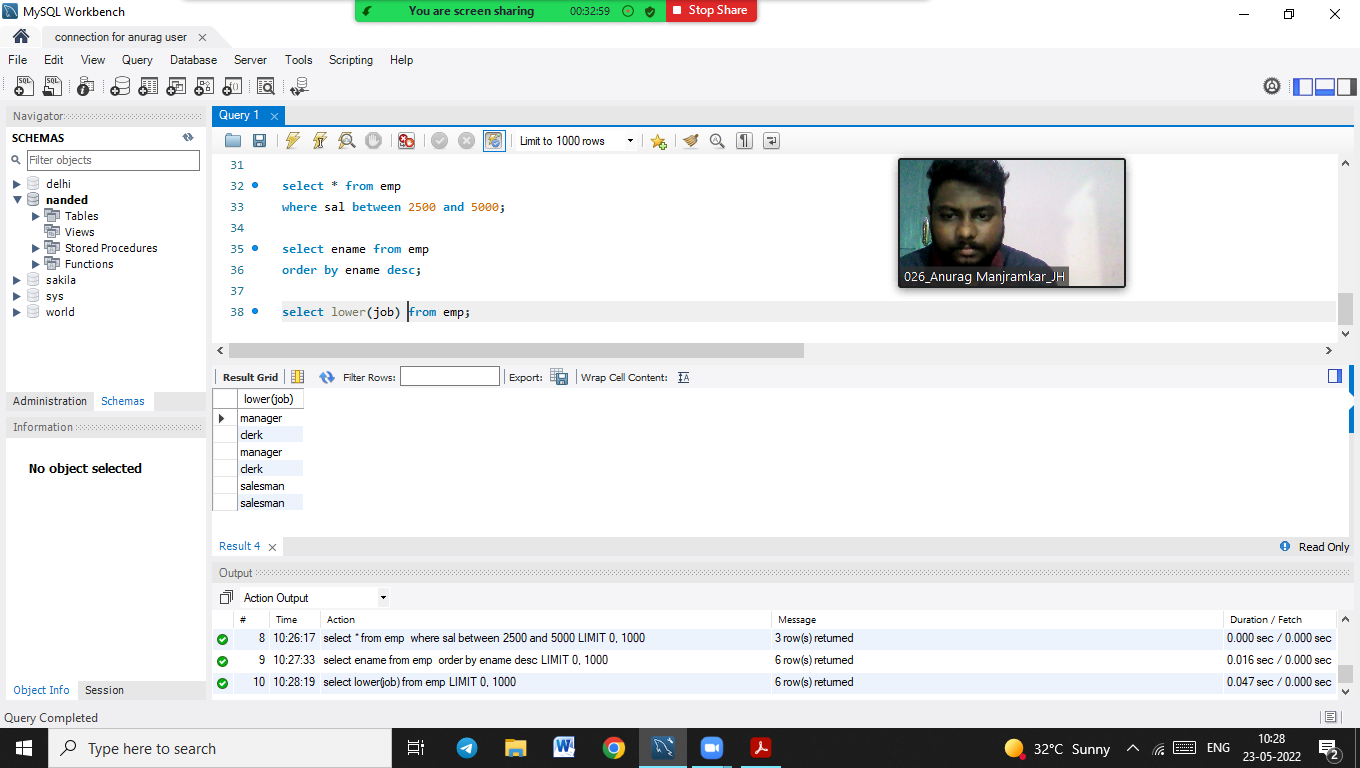 MySQL Workbench
You are screen sharing 00:32:59 Stop Share
connection for anurag user
File Edit View Query Database Server Tools Scripting Help
Navigator
SCHEMAS
Filter objects
delhi
nanded
Tables
Views
Stored Procedures
Functions
sakila
sys
world
Administration Schemas
Information
No object selected
Object Info Session
Query 1
Limit to 1000 rows
31
32 select * from emp
33 where sal between 2500 and 5000;
34
35 select ename from emp
36 order by ename desc;
37
38 select lower(job) from emp;
026_Anurag Manjramkar_JH
Result Grid Filter Rows: Export: Wrap Cell Content:
lower(job)
manager
clerk
manager
clerk
salesman
salesman
Result 4 Read Only
Output
Action Output
# Time Action Message Duration / Fetch
8 10:26:17 select * from emp where sal between 2500 and 5000 LIMIT 0, 1000 3 row(s) returned 0.000 sec / 0.000 sec
9 10:27:33 select ename from emp order by ename desc LIMIT 0, 1000 6 row(s) returned 0.016 sec / 0.000 sec
10 10:28:19 select lower(job) from emp LIMIT 0, 1000 6 row(s) returned 0.047 sec / 0.000 sec
Query Completed
Type here to search
32°C Sunny
ENG
10:28
23-05-2022
2